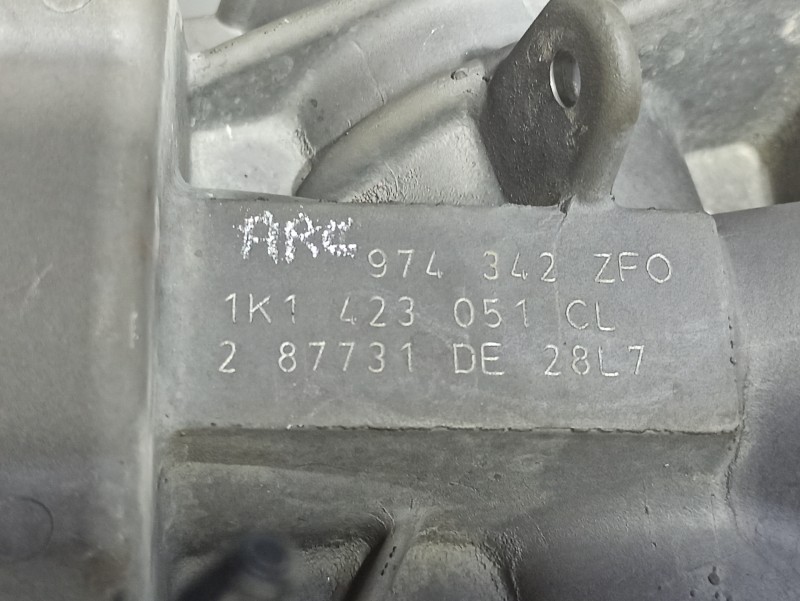 ARC
974 342 ZFO
1K1 423 051 CL
2 87731 DE 28L7